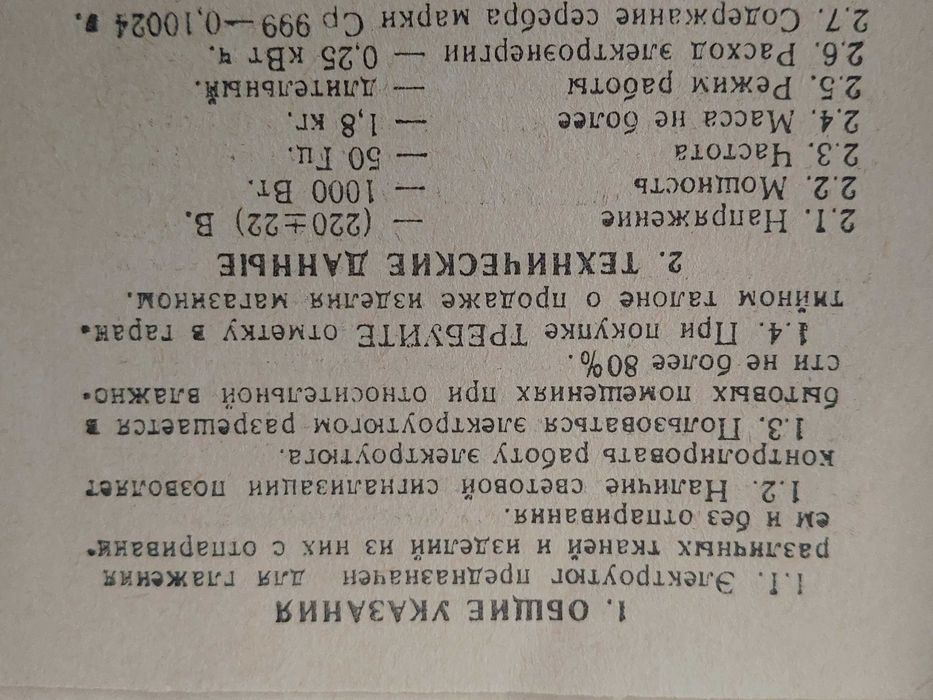 1. ОБЩИЕ УКАЗАНИЯ
1.1. Электроутюг предназначен для глажения
различных тканей и изделий из них с отпаривани-
ем и без отпаривания.
1.2. Наличие световой сигнализации позволяет
контролировать работу электроутюга.
1.3. Пользоваться электроутюгом разрешается в
бытовых помещениях при относительной влажно-
сти не более 80%.
1.4. При покупке ТРЕБУЙТЕ отметку в гаран-
тийном талоне о продаже изделия магазином.
2. ТЕХНИЧЕСКИЕ ДАННЫЕ
2.1. Напряжение — (220±22) В.
2.2. Мощность — 1000 Вт.
2.3. Частота — 50 Гц.
2.4. Масса не более — 1,8 кг.
2.5. Режим работы — длительный.
2.6. Расход электроэнергии — 0,25 кВт ч.
2.7. Содержание серебра марки Ср 999—0,10024 г.